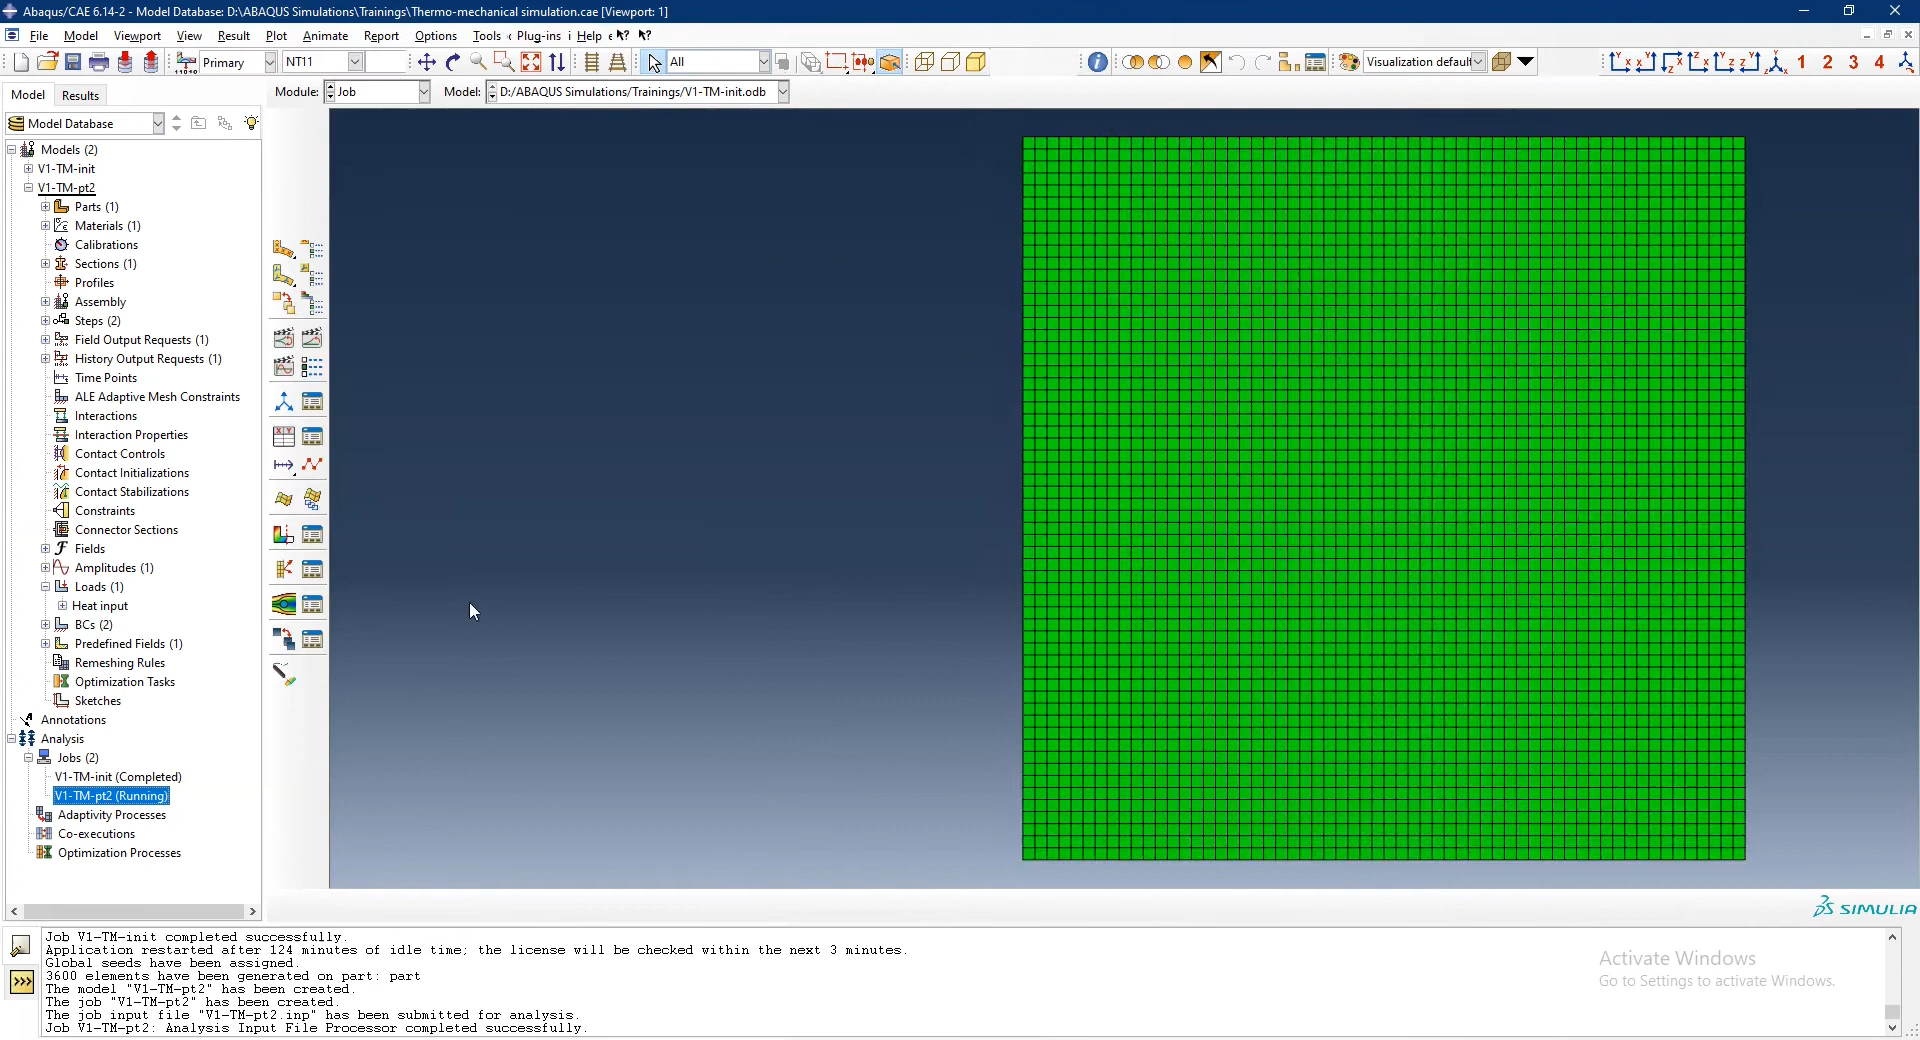 Abaqus/CAE 6.14-2 - Model Database: D:\ABAQUS Simulations\Trainings\Thermo-mechanical simulation.cae [Viewport: 1]
File Model Viewport View Result Plot Animate Report Options Tools Plug-ins Help
Primary NT11 All Visualization default 1 2 3 4
Model Results Module: Job Model: D:/ABAQUS Simulations/Trainings/V1-TM-init.odb
Model Database
Models (2)
V1-TM-init
V1-TM-pt2
Parts (1)
Materials (1)
Calibrations
Sections (1)
Profiles
Assembly
Steps (2)
Field Output Requests (1)
History Output Requests (1)
Time Points
ALE Adaptive Mesh Constraints
Interactions
Interaction Properties
Contact Controls
Contact Initializations
Contact Stabilizations
Constraints
Connector Sections
Fields
Amplitudes (1)
Loads (1)
Heat input
BCs (2)
Predefined Fields (1)
Remeshing Rules
Optimization Tasks
Sketches
Annotations
Analysis
Jobs (2)
V1-TM-init (Completed)
V1-TM-pt2 (Running)
Adaptivity Processes
Co-executions
Optimization Processes
SIMULIA
Job V1-TM-init completed successfully.
Application restarted after 124 minutes of idle time; the license will be checked within the next 3 minutes.
Global seeds have been assigned.
3600 elements have been generated on part: part
The model "V1-TM-pt2" has been created.
The job "V1-TM-pt2" has been created.
The job input file "V1-TM-pt2.inp" has been submitted for analysis.
Job V1-TM-pt2: Analysis Input File Processor completed successfully.
Activate Windows
Go to Settings to activate Windows.